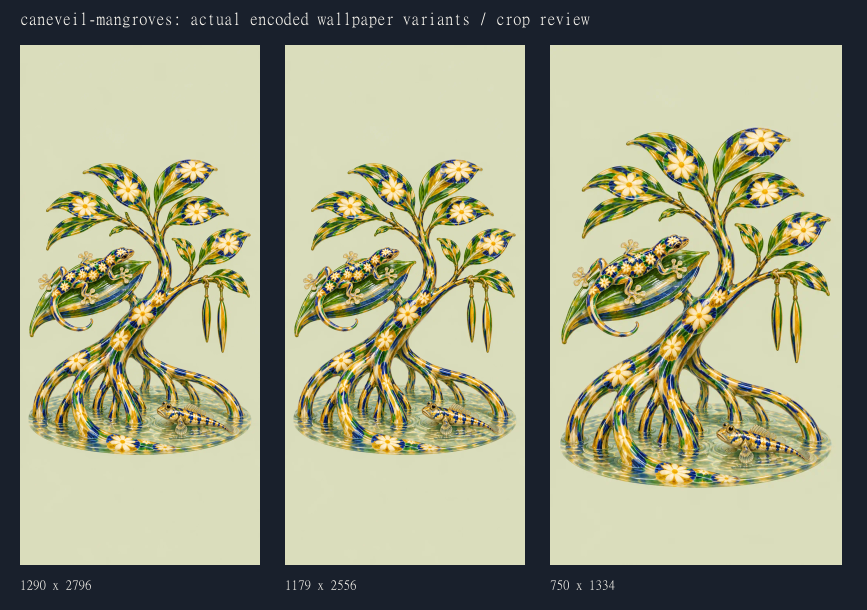 caneveil-mangroves: actual encoded wallpaper variants / crop review
1290 x 2796
1179 x 2556
750 x 1334